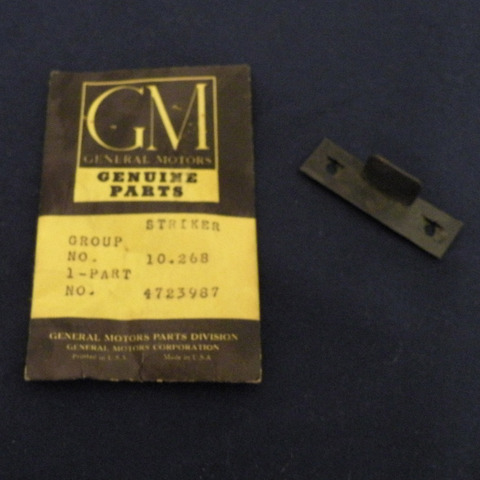 GM
GENERAL MOTORS
GENUINE
PARTS
STRIKER
GROUP
NO. 10.268
1-PART
NO. 4723987
GENERAL MOTORS PARTS DIVISION
GENERAL MOTORS CORPORATION
Printed in U.S.A. Made in U.S.A.